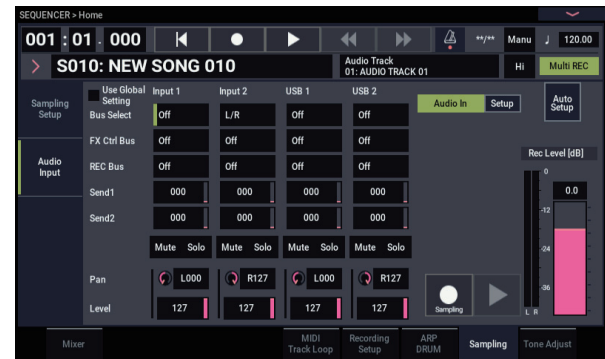 SEQUENCER > Home
001 : 01 . 000
**/**
Manu
♩ 120.00
S010: NEW SONG 010
Audio Track
01: AUDIO TRACK 01
Hi
Multi REC
Sampling
Setup
Audio
Input
Use Global
Setting
Input 1
Input 2
USB 1
USB 2
Audio In
Setup
Auto
Setup
Bus Select
Off
L/R
Off
Off
FX Ctrl Bus
Off
Off
Off
Off
REC Bus
Off
Off
Off
Off
Rec Level [dB]
Send1
000
000
000
000
0
0.0
Send2
000
000
000
000
-12
Mute Solo
Mute Solo
Mute Solo
Mute Solo
-24
Pan
L000
R127
L000
R127
-36
Level
127
127
127
127
Sampling
L R
Mixer
MIDI
Track Loop
Recording
Setup
ARP
DRUM
Sampling
Tone Adjust